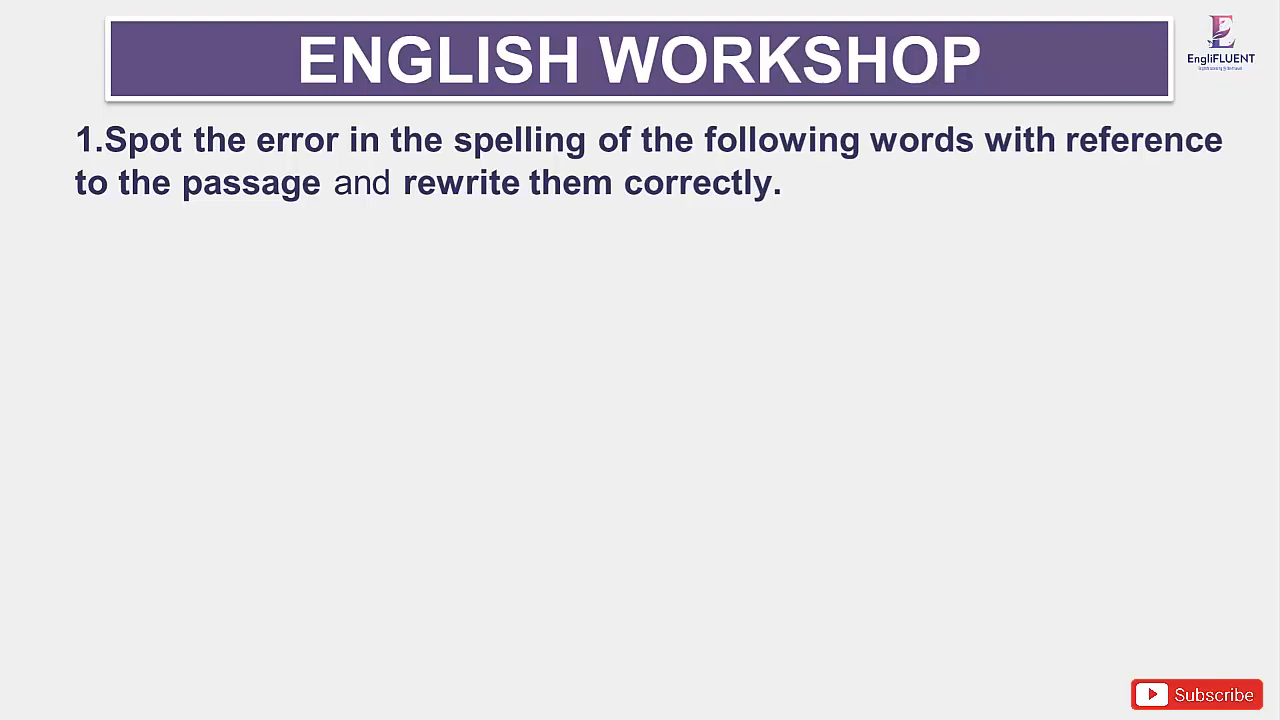 ENGLISH WORKSHOP
EngliFLUENT
1.Spot the error in the spelling of the following words with reference
to the passage and rewrite them correctly.
Subscribe